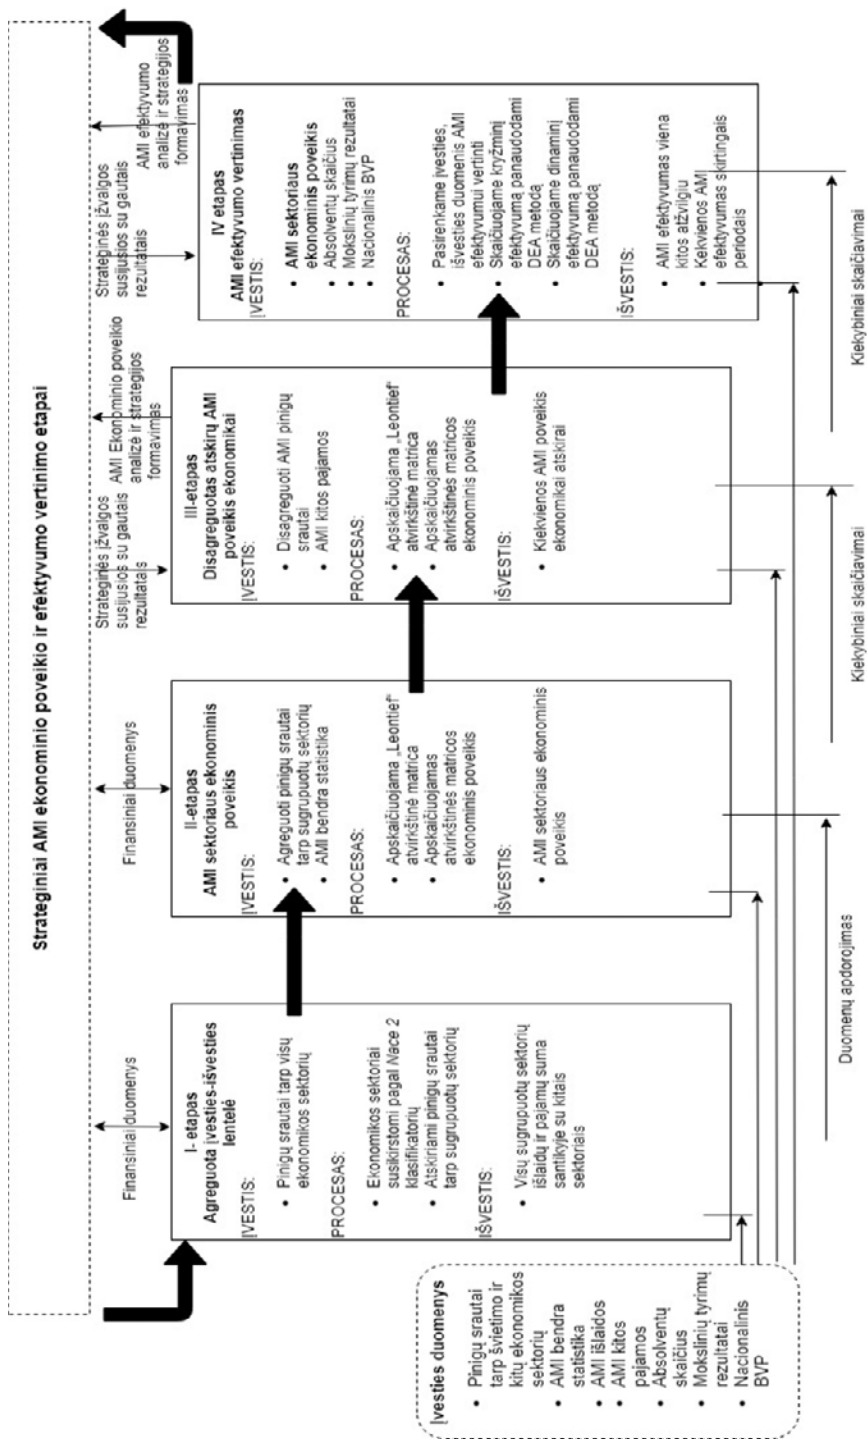 Strateginiai AMI ekonominio poveikio ir efektyvumo vertinimo etapai
Finansiniai duomenys
Finansiniai duomenys
Strateginės įžvalgos
susijusios su gautais
rezultatais
AMI Ekonominio poveikio
analizė ir strategijos
formavimas
Strateginės įžvalgos
susijusios su gautais
rezultatais
AMI efektyvumo
analizė ir strategijos
formavimas
I- etapas
Agreguota įvesties-išvesties
lentelė
ĮVESTIS:
• Pinigų srautai tarp visų
ekonomikos sektorių
PROCESAS:
• Ekonomikos sektoriai
susikirstomi pagal Nace 2
klasifikatorių
• Atskiriami pinigų srautai
tarp sugrupuotų sektorių
IŠVESTIS:
• Visų sugrupuotų sektorių
išlaidų ir pajamų suma
santikyje su kitais
sektoriais
II-etapas
AMI sektoriaus ekonominis
poveikis
ĮVESTIS:
• Agreguoti pinigų srautai
tarp sugrupuotų sektorių
• AMI bendra statistika
PROCESAS:
• Apskaičiuojama „Leontief“
atvirkštinė matrica
• Apskaičiuojamas
atvirkštinės matricos
ekonominis poveikis
IŠVESTIS:
• AMI sektoriaus ekonominis
poveikis
III-etapas
Disagreguotas atskirų AMI
poveikis ekonomikai
ĮVESTIS:
• Disagreguoti AMI pinigų
srautai
• AMI kitos pajamos
PROCESAS:
• Apskaičiuojama „Leontief“
atvirkštinė matrica
• Apskaičiuojamas
atvirkštinės matricos
ekonominis poveikis
IŠVESTIS:
• Kiekvienos AMI poveikis
ekonomikai atskirai
IV etapas
AMI efektyvumo vertinimas
ĮVESTIS:
• AMI sektoriaus
ekonominis poveikis
• Absolventų skaičius
• Mokslinių tyrimų rezultatai
• Nacionalinis BVP
PROCESAS:
• Pasirenkame įvesties,
išvesties duomenis AMI
efektyvumui vertinti
• Skaičiuojame kryžminį
efektyvumą panaudodami
DEA metodą
• Skaičiuojame dinaminį
efektyvumą panaudodami
DEA metodą
IŠVESTIS:
• AMI efektyvumas viena
kitos atžvilgiu
• Kekvienos AMI
efektyvumas skirtingais
periodais
Įvesties duomenys
• Pinigų srautai
tarp švietimo ir
kitų ekonomikos
sektorių
• AMI bendra
statistika
• AMI išlaidos
• AMI kitos
pajamos
• Absolventų
skaičius
• Mokslinių tyrimų
rezultatai
• Nacionalinis
BVP
Duomenų apdorojimas
Kiekybiniai skaičiavimai
Kiekybiniai skaičiavimai